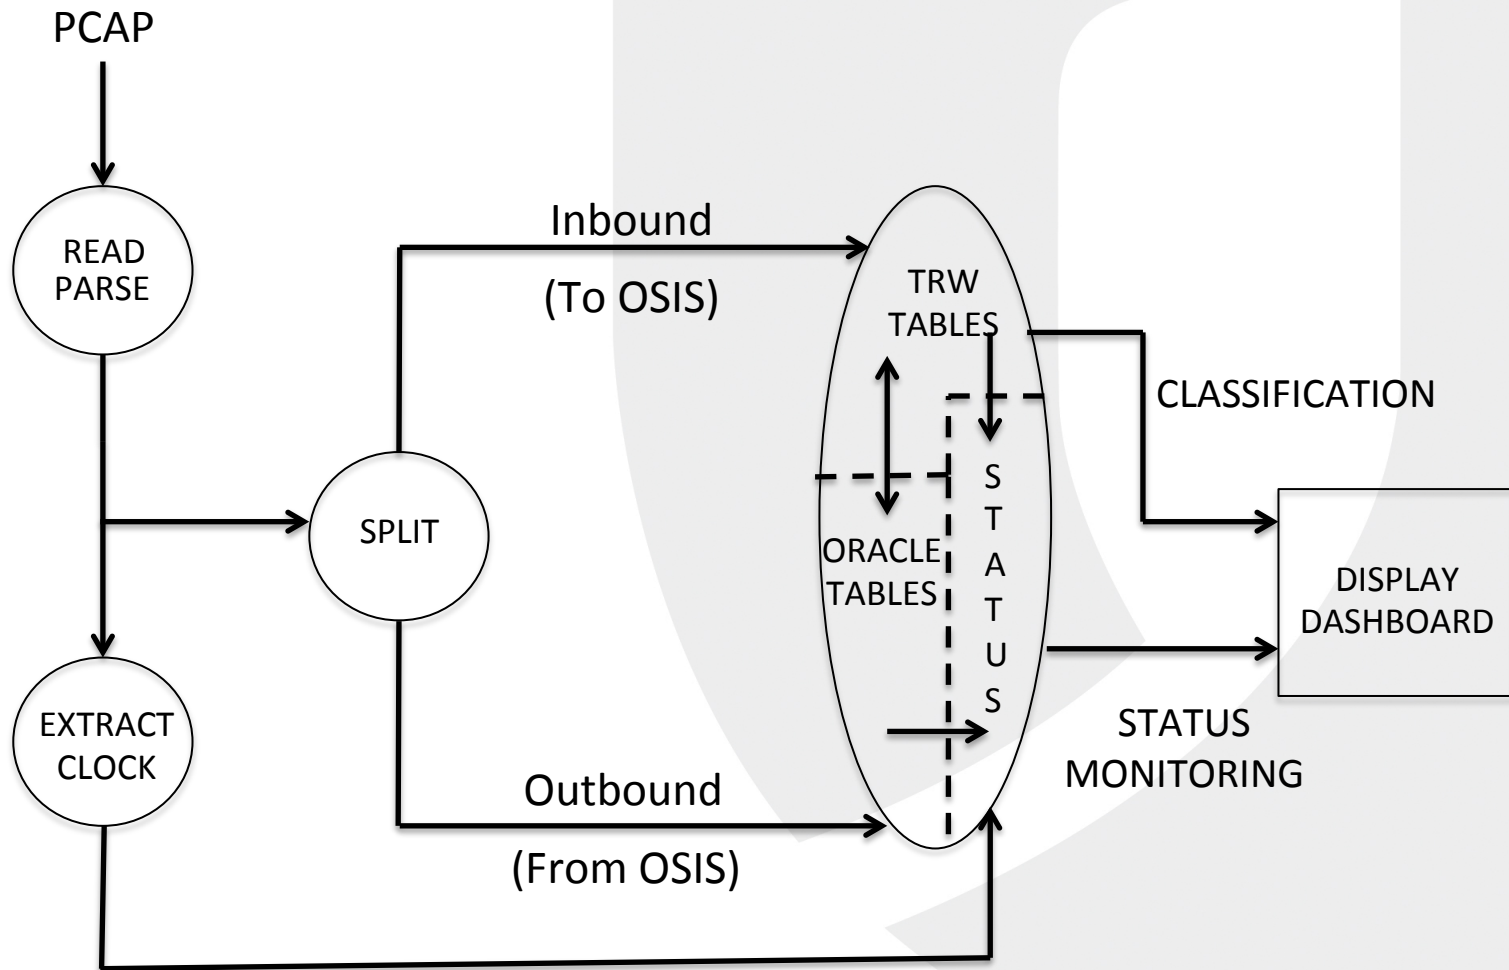 PCAP
READ
PARSE
Inbound
(To OSIS)
TRW
TABLES
CLASSIFICATION
SPLIT
ORACLE
TABLES
S
T
A
T
U
S
DISPLAY
DASHBOARD
EXTRACT
CLOCK
STATUS
MONITORING
Outbound
(From OSIS)